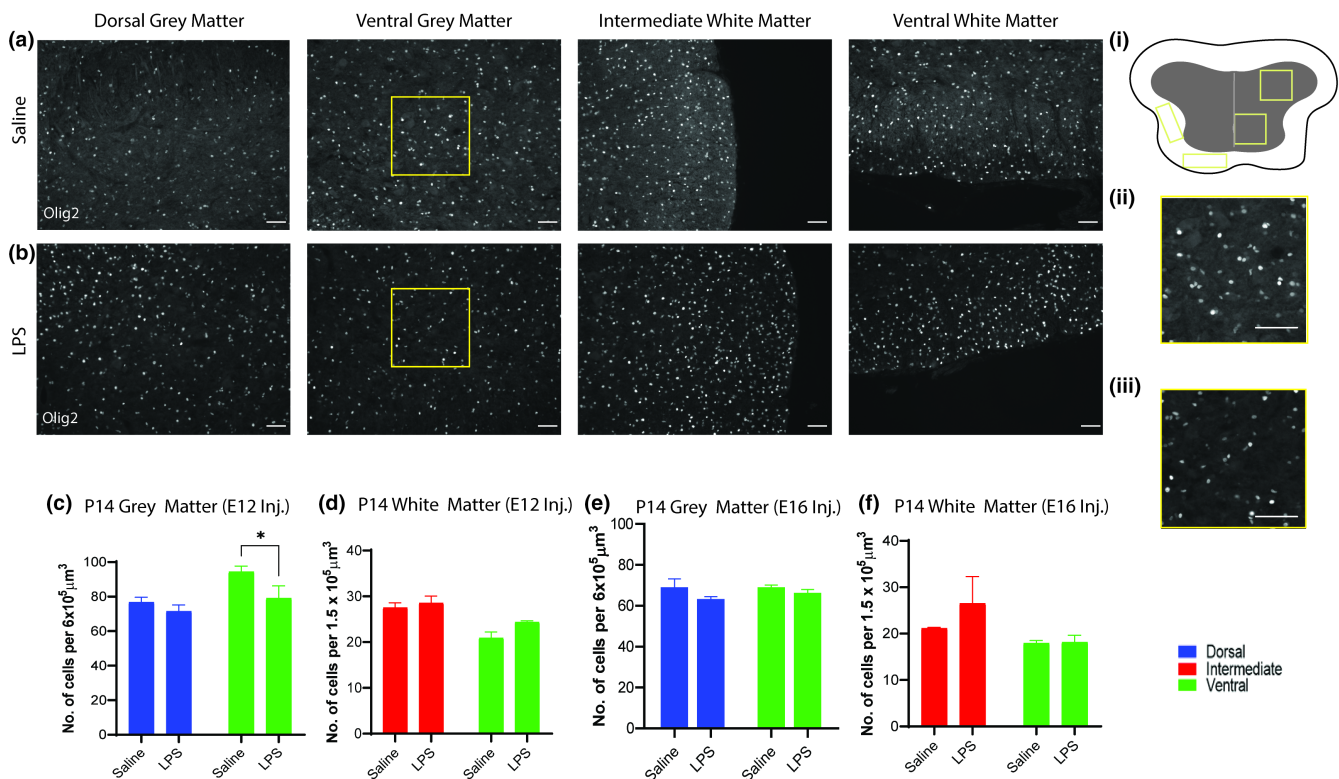 Dorsal Grey Matter
Ventral Grey Matter
Intermediate White Matter
Ventral White Matter
(a)
Saline
Olig2
(i)
(ii)
(b)
LPS
Olig2
(iii)
(c) P14 Grey Matter (E12 Inj.)
No. of cells per 6x10⁵μm³
100
80
60
40
20
0
*
Saline
LPS
Saline
LPS
(d) P14 White Matter (E12 Inj.)
No. of cells per 1.5 x 10⁵μm³
40
30
20
10
0
Saline
LPS
Saline
LPS
(e) P14 Grey Matter (E16 Inj.)
No. of cells per 6x10⁵μm³
100
80
60
40
20
0
Saline
LPS
Saline
LPS
(f) P14 White Matter (E16 Inj.)
No. of cells per 1.5 x 10⁵μm³
40
30
20
10
0
Saline
LPS
Saline
LPS
Dorsal
Intermediate
Ventral